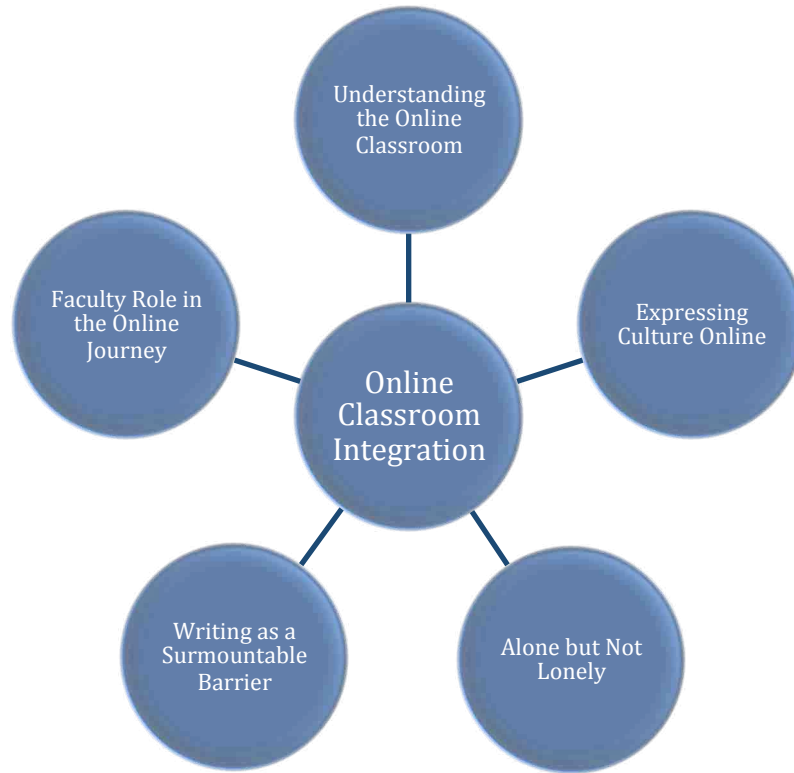 Understanding
the Online
Classroom
Faculty Role in
the Online
Journey
Expressing
Culture Online
Online
Classroom
Integration
Writing as a
Surmountable
Barrier
Alone but Not
Lonely